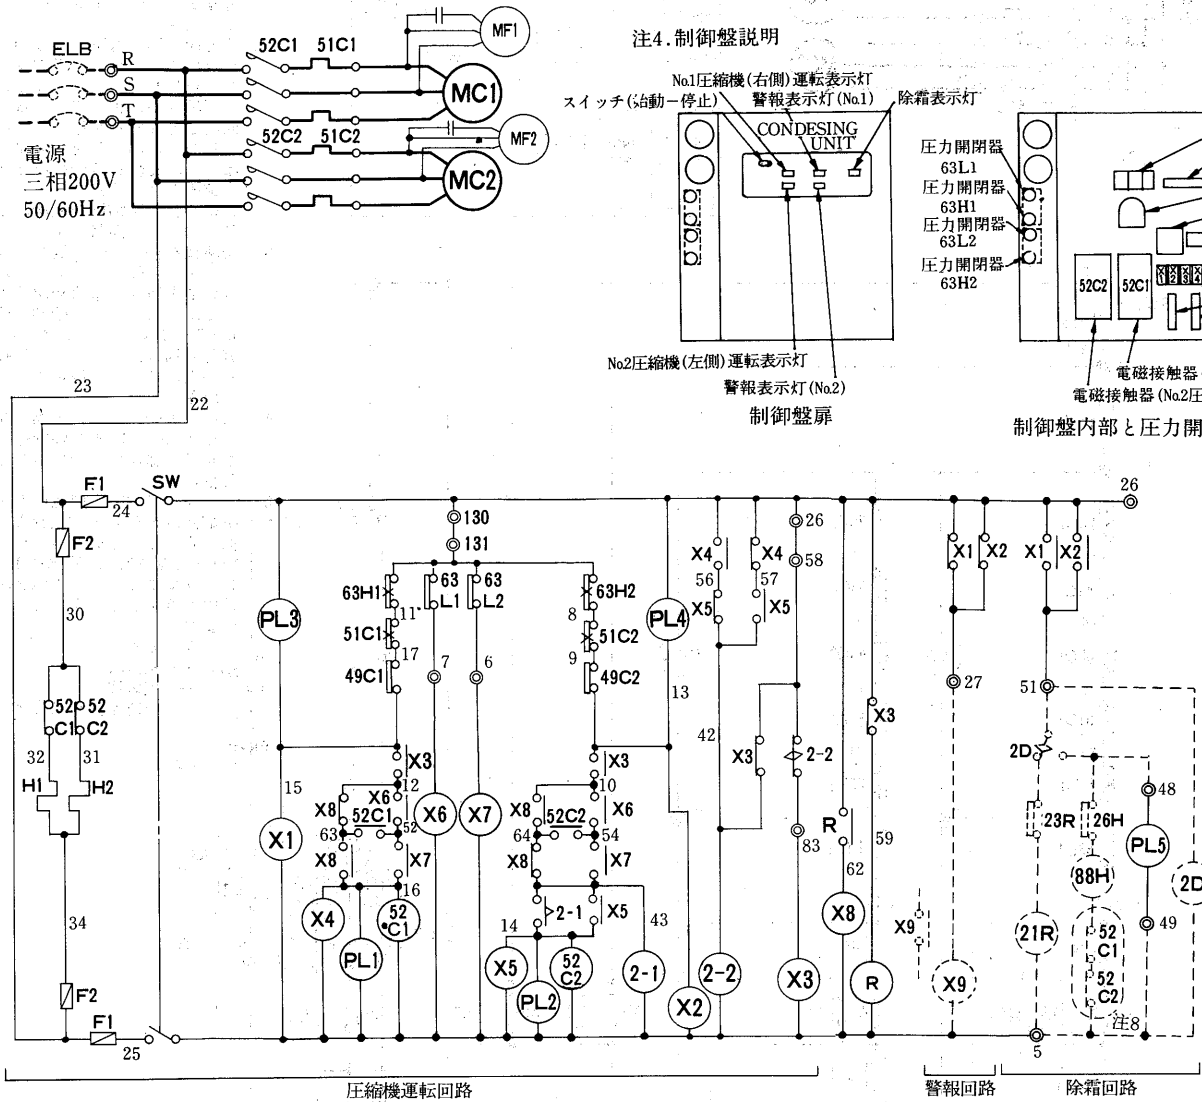 ELB
R
S
T
52C1
51C1
MF1
MC1
52C2
51C2
MF2
MC2
電源
三相200V
50/60Hz
注4.制御盤説明
No.1圧縮機(右側)運転表示灯
スイッチ(始動-停止)
警報表示灯(No.1)
除霜表示灯
CONDESING
UNIT
圧力開閉器
63L1
圧力開閉器
63H1
圧力開閉器
63L2
圧力開閉器
63H2
52C2
52C1
X1
X2
X3
X4
No.2圧縮機(左側)運転表示灯
警報表示灯(No.2)
制御盤扉
電磁接触器
電磁接触器(No.2圧
制御盤内部と圧力開
23
22
F1
24
SW
26
F2
130
131
26
58
X4
X4
X1
X2
X1
X2
30
PL3
63H1
63
L1
63
L2
63H2
11
8
56
57
X5
X5
51C1
51C2
PL4
17
9
49C1
49C2
7
6
13
27
51
52
C1
52
C2
32
31
H1
H2
15
X3
12
X3
10
42
X3
2-2
X3
2D
X8
X6
X6
X7
X8
X6
52C1
52C2
63
52
64
54
R
59
83
62
23R
26H
48
PL5
X1
X8
X7
X8
X7
16
88H
2D
34
X4
52
C1
14
2-1
X5
43
X8
X9
21R
49
PL1
X5
52
C2
2-1
2-2
X3
R
X9
52
C1
52
C2
PL2
X2
注8
F2
F1
25
5
圧縮機運転回路
警報回路
除霜回路